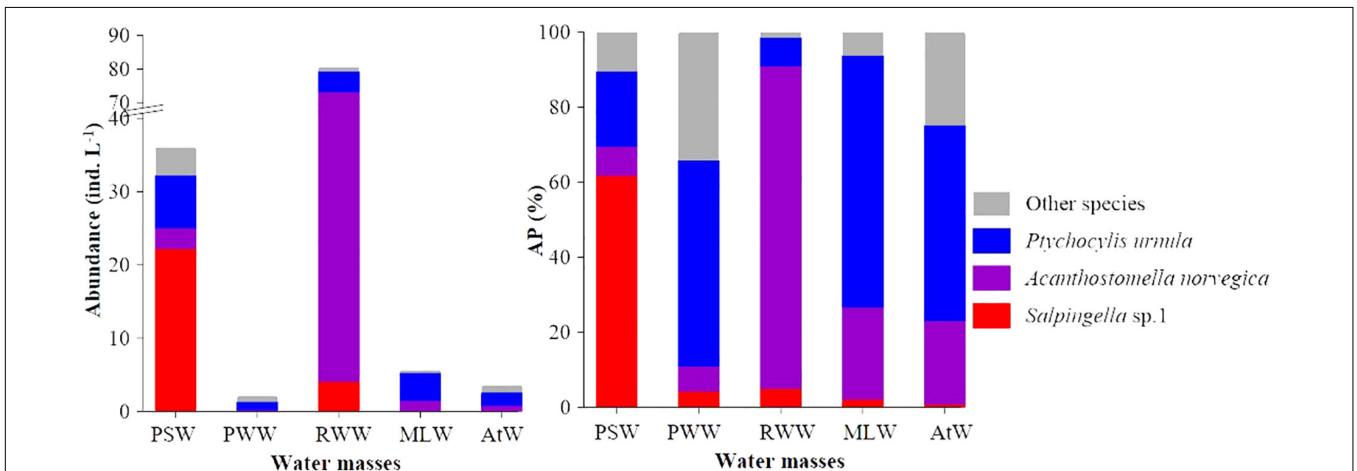 90
80
70
40
30
20
10
0
Abundance (ind. L⁻¹)
PSW PWW RWW MLW AtW
Water masses
100
80
60
40
20
0
AP (%)
PSW PWW RWW MLW AtW
Water masses
Other species
Ptychocylis urnula
Acanthostomella norvegica
Salpingella sp.1